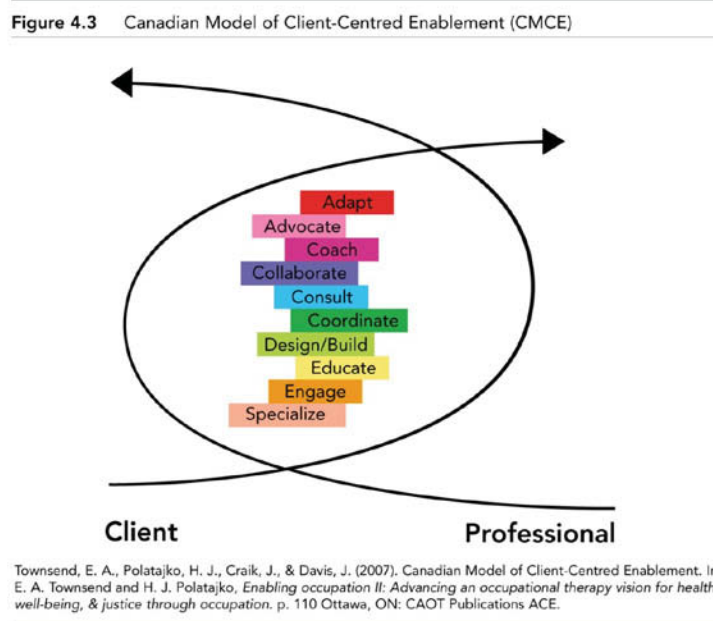 Figure 4.3 Canadian Model of Client-Centred Enablement (CMCE)
Adapt
Advocate
Coach
Collaborate
Consult
Coordinate
Design/Build
Educate
Engage
Specialize
Client Professional
Townsend, E. A., Polatajko, H. J., Craik, J., & Davis, J. (2007). Canadian Model of Client-Centred Enablement. In
E. A. Townsend and H. J. Polatajko, Enabling occupation II: Advancing an occupational therapy vision for health
well-being, & justice through occupation. p. 110 Ottawa, ON: CAOT Publications ACE.